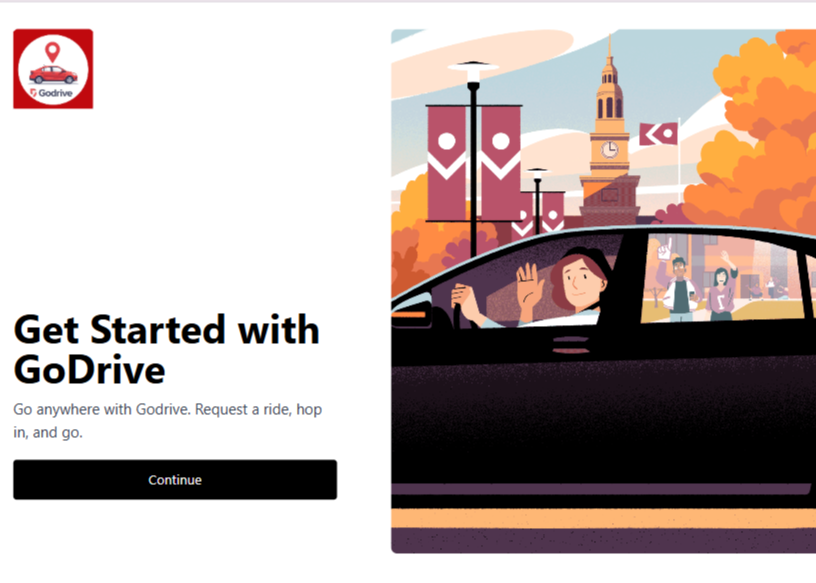 Godrive
Get Started with
GoDrive
Go anywhere with Godrive. Request a ride, hop
in, and go.
Continue